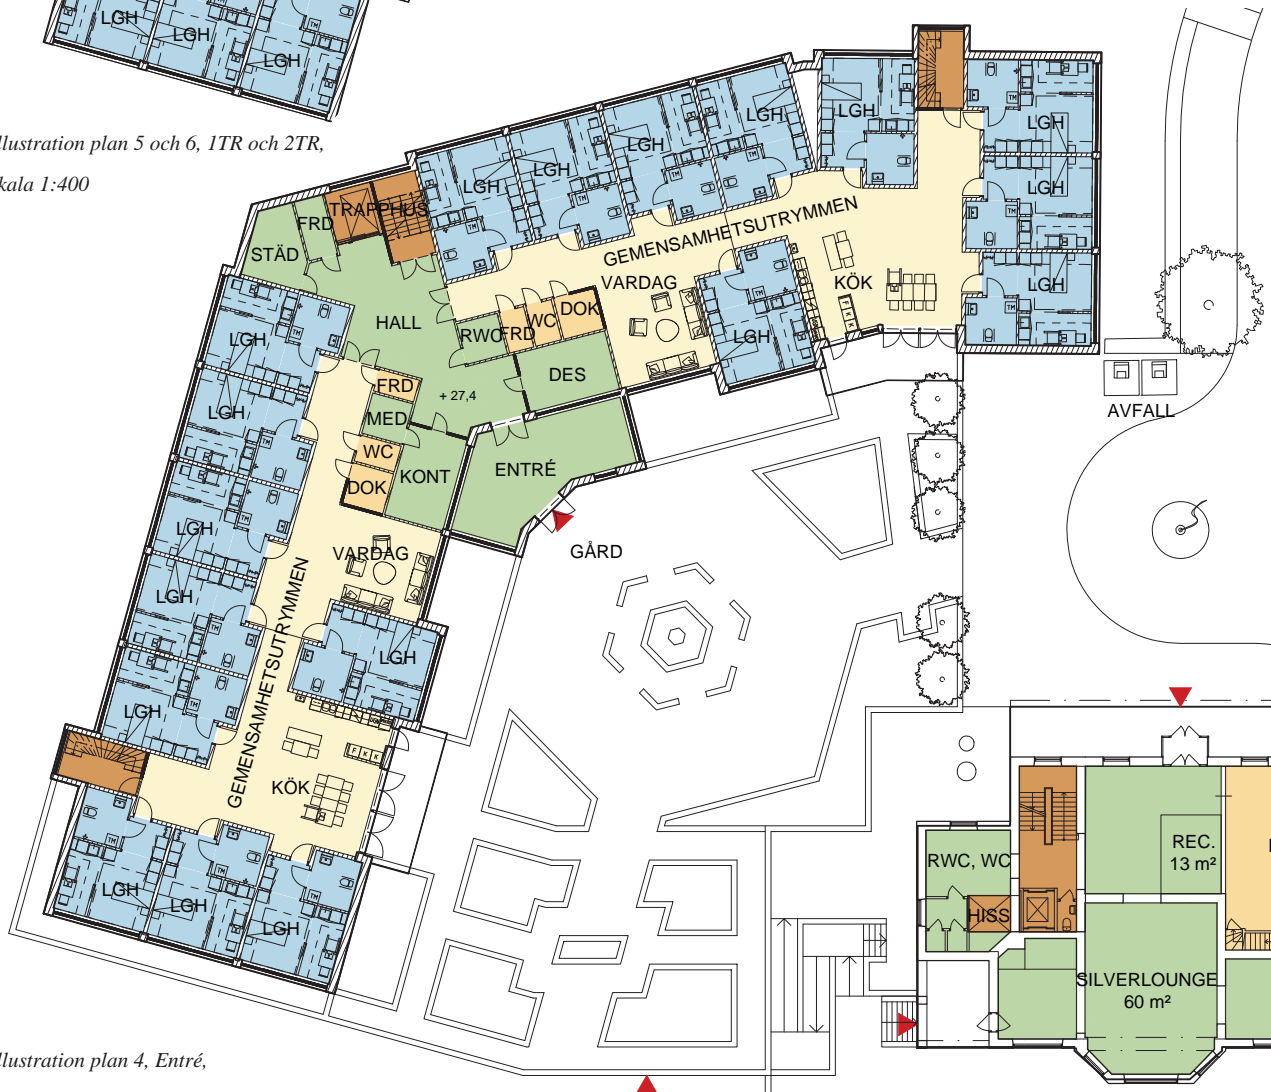 LGH
LGH
LGH
llustration plan 5 och 6, 1TR och 2TR,
kala 1:400
LGH
LGH
LGH
LGH
LGH
LGH
LGH
LGH
TRAPPHUS
FRD
STÄD
GEMENSAMHETSUTRYMMEN
VARDAG
KÖK
HALL
RWC
FRD
WC
DOK
LGH
LGH
DES
FRD
+ 27,4
MED
LGH
WC
KONT
DOK
ENTRÉ
AVFALL
LGH
VARDAG
GÅRD
LGH
GEMENSAMHETSUTRYMMEN
LGH
LGH
KÖK
LGH
LGH
LGH
REC.
13 m²
RWC, WC
HISS
SILVERLOUNGE
60 m²
llustration plan 4, Entré,